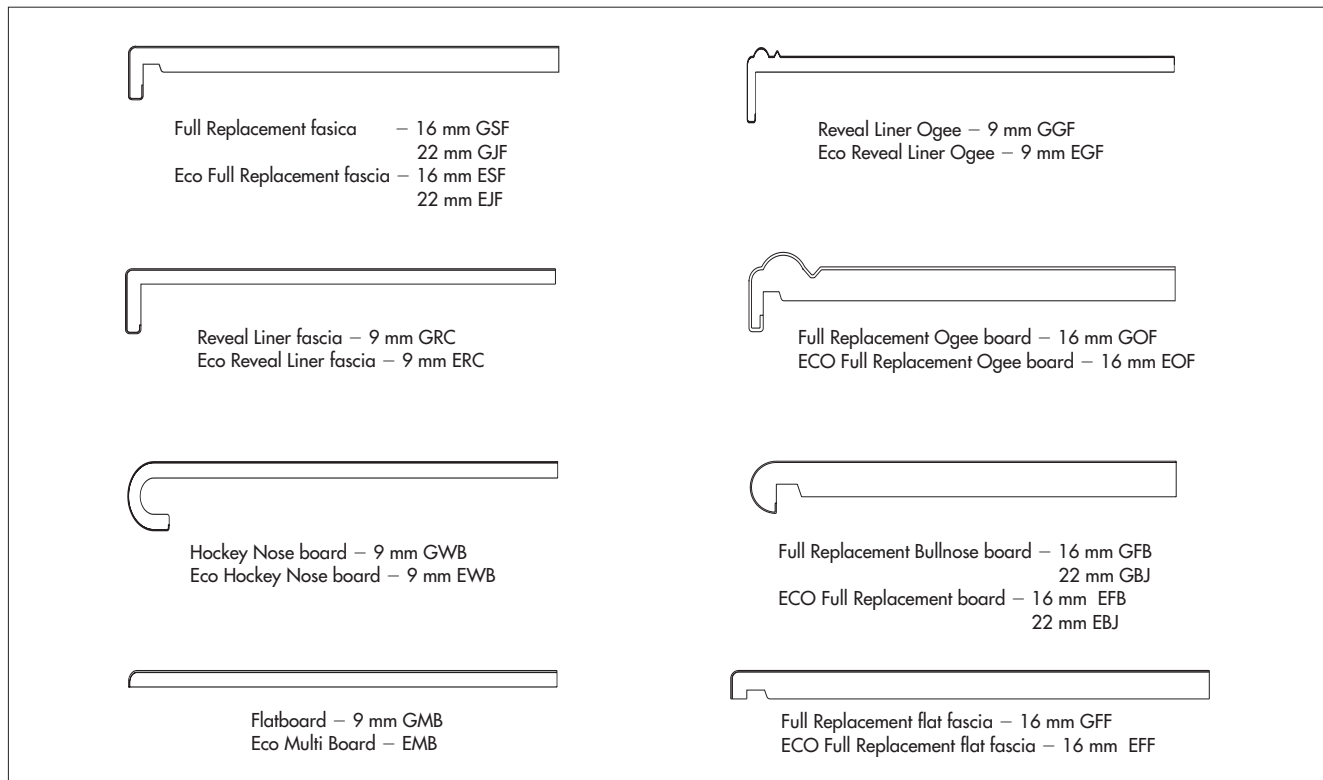 Full Replacement fasica – 16 mm GSF
22 mm GJF
Eco Full Replacement fascia – 16 mm ESF
22 mm EJF
Reveal Liner Ogee – 9 mm GGF
Eco Reveal Liner Ogee – 9 mm EGF
Reveal Liner fascia – 9 mm GRC
Eco Reveal Liner fascia – 9 mm ERC
Full Replacement Ogee board – 16 mm GOF
ECO Full Replacement Ogee board – 16 mm EOF
Hockey Nose board – 9 mm GWB
Eco Hockey Nose board – 9 mm EWB
Full Replacement Bullnose board – 16 mm GFB
22 mm GBJ
ECO Full Replacement board – 16 mm EFB
22 mm EBJ
Flatboard – 9 mm GMB
Eco Multi Board – EMB
Full Replacement flat fascia – 16 mm GFF
ECO Full Replacement flat fascia – 16 mm EFF